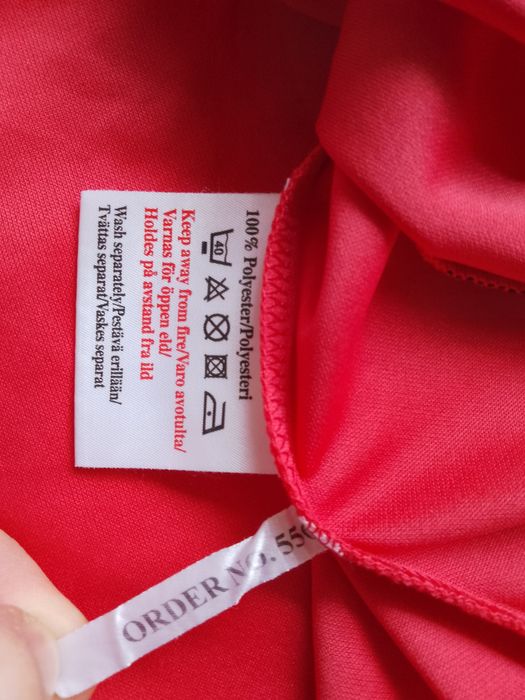 100% Polyester/Polyesteri
40
Keep away from fire/Varo avotulta/
Varnas för öppen eld/
Holdes på avstand fra ild
Wash separately/Pestävä erillään/
Tvättas separat/Vaskes separat
ORDER NO.